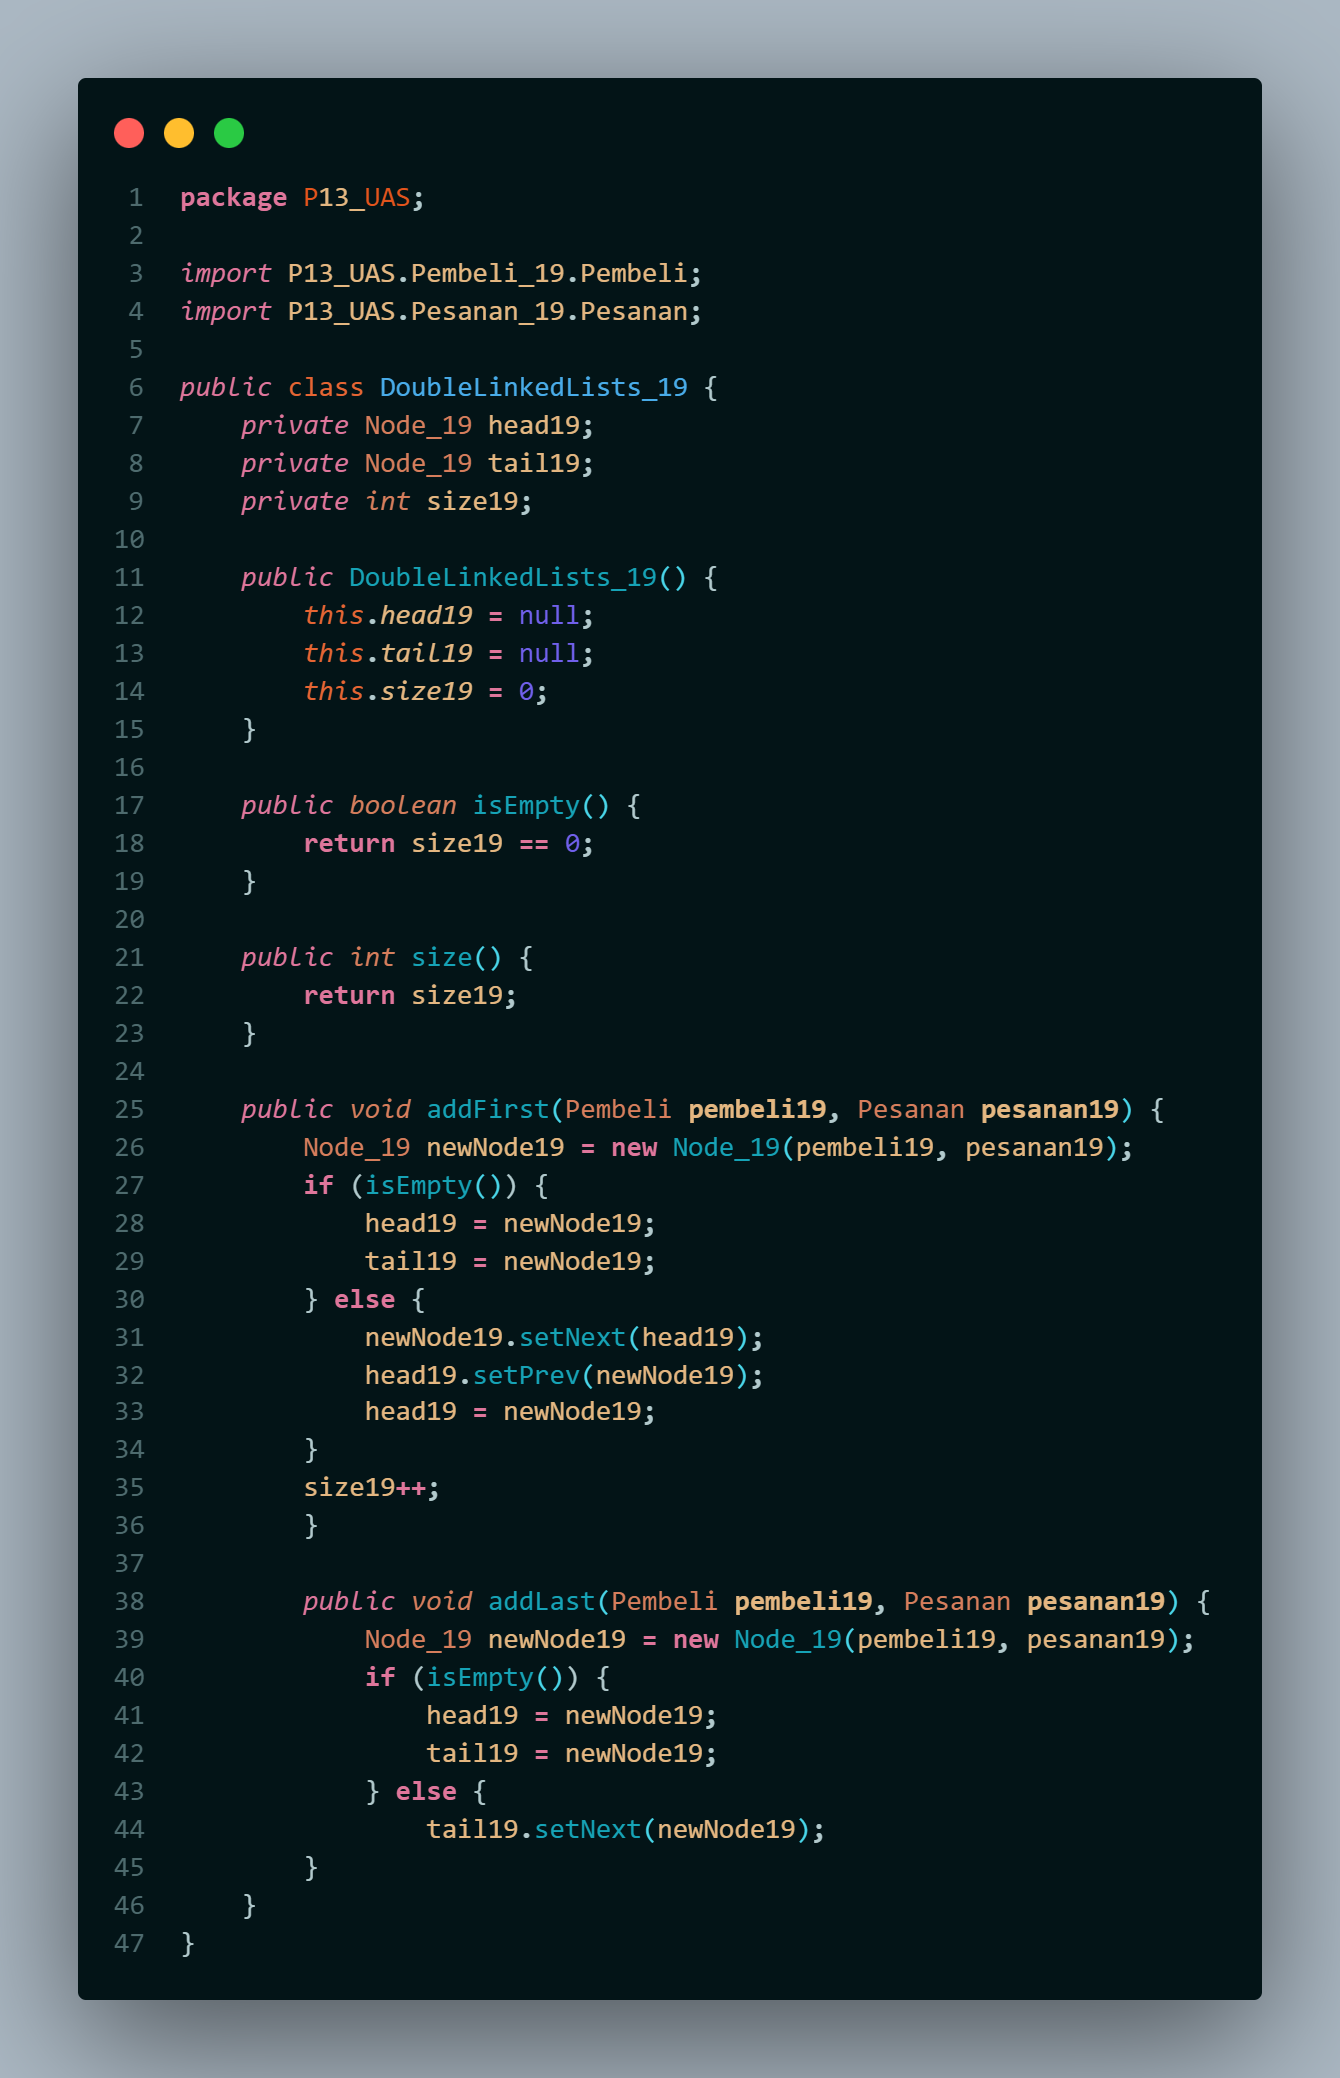 1 package P13_UAS;
2
3 import P13_UAS.Pembeli_19.Pembeli;
4 import P13_UAS.Pesanan_19.Pesanan;
5
6 public class DoubleLinkedLists_19 {
7     private Node_19 head19;
8     private Node_19 tail19;
9     private int size19;
10
11     public DoubleLinkedLists_19() {
12         this.head19 = null;
13         this.tail19 = null;
14         this.size19 = 0;
15     }
16
17     public boolean isEmpty() {
18         return size19 == 0;
19     }
20
21     public int size() {
22         return size19;
23     }
24
25     public void addFirst(Pembeli pembeli19, Pesanan pesanan19) {
26         Node_19 newNode19 = new Node_19(pembeli19, pesanan19);
27         if (isEmpty()) {
28             head19 = newNode19;
29             tail19 = newNode19;
30         } else {
31             newNode19.setNext(head19);
32             head19.setPrev(newNode19);
33             head19 = newNode19;
34         }
35         size19++;
36         }
37
38         public void addLast(Pembeli pembeli19, Pesanan pesanan19) {
39             Node_19 newNode19 = new Node_19(pembeli19, pesanan19);
40             if (isEmpty()) {
41                 head19 = newNode19;
42                 tail19 = newNode19;
43             } else {
44                 tail19.setNext(newNode19);
45         }
46     }
47 }